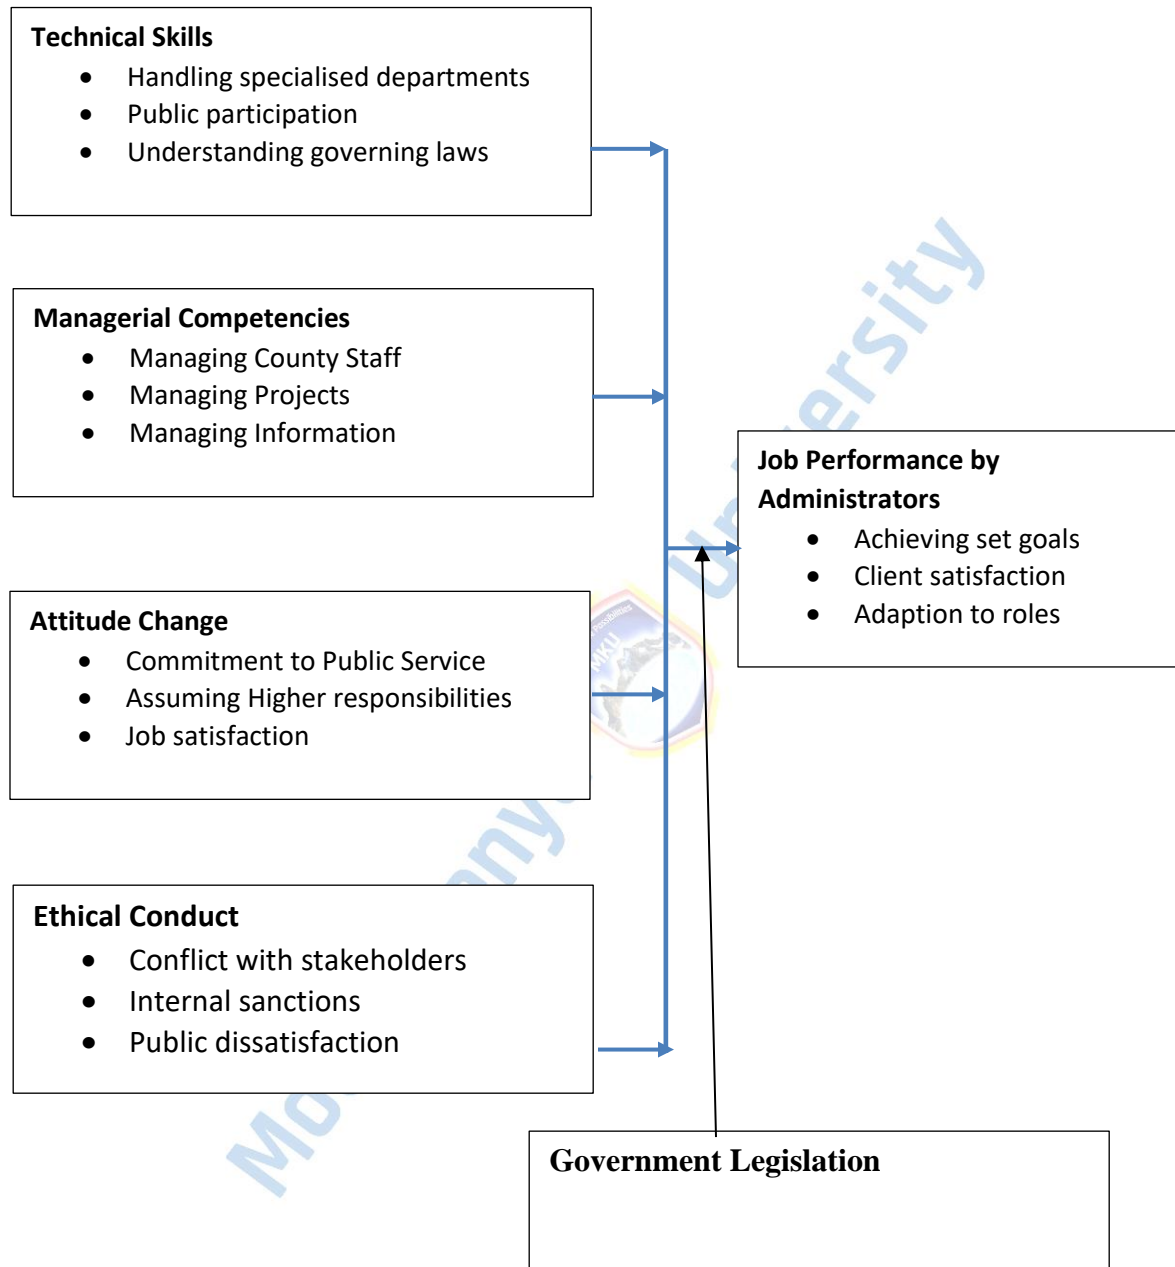 Technical Skills
• Handling specialised departments
• Public participation
• Understanding governing laws
Managerial Competencies
• Managing County Staff
• Managing Projects
• Managing Information
Job Performance by
Administrators
• Achieving set goals
• Client satisfaction
• Adaption to roles
Attitude Change
• Commitment to Public Service
• Assuming Higher responsibilities
• Job satisfaction
Ethical Conduct
• Conflict with stakeholders
• Internal sanctions
• Public dissatisfaction
Government Legislation
MKU